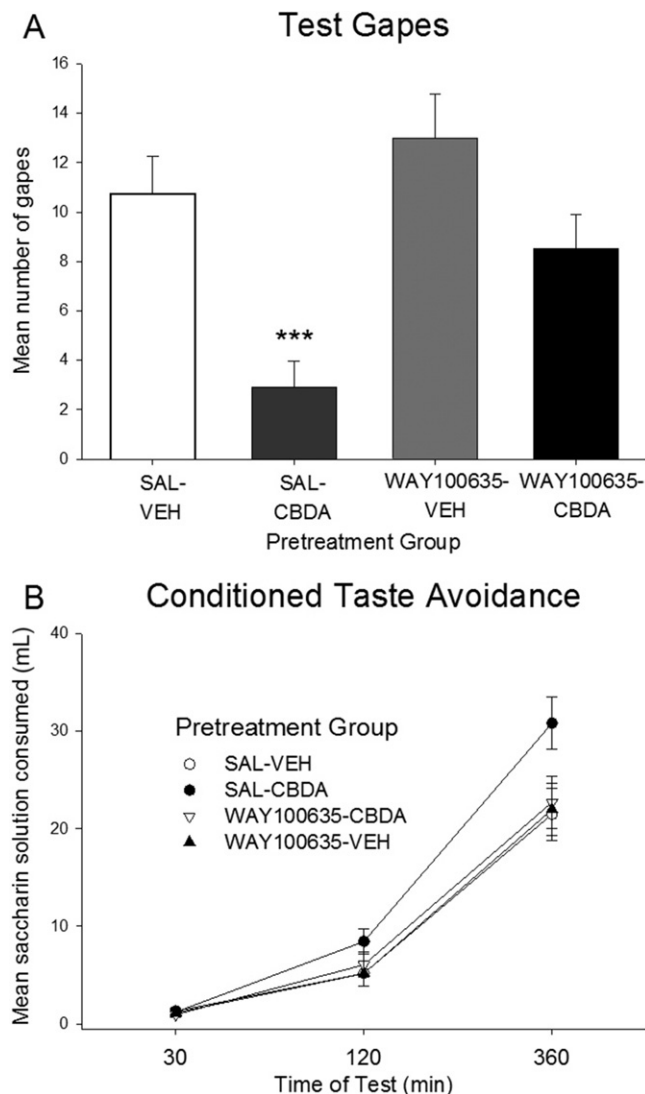 A
Test Gapes
Mean number of gapes
16
14
12
10
8
6
4
2
0
***
SAL-
VEH
SAL-
CBDA
WAY100635-
VEH
WAY100635-
CBDA
Pretreatment Group
B
Conditioned Taste Avoidance
Mean saccharin solution consumed (mL)
40
30
20
10
0
Pretreatment Group
SAL-VEH
SAL-CBDA
WAY100635-CBDA
WAY100635-VEH
30
120
360
Time of Test (min)